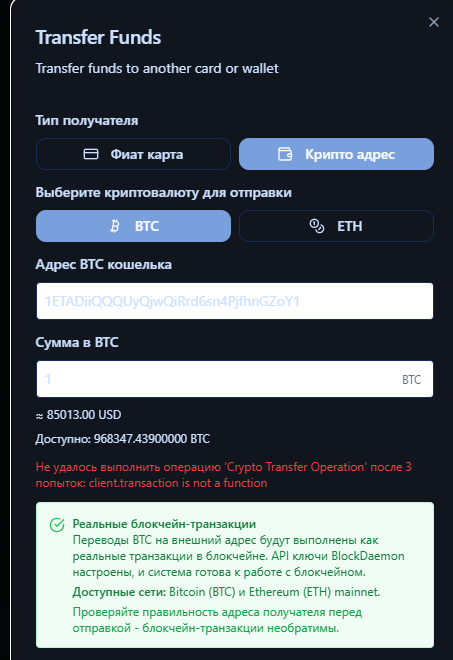 Transfer Funds
Transfer funds to another card or wallet
Тип получателя
Фиат карта
Крипто адрес
Выберите криптовалюту для отправки
BTC
ETH
Адрес BTC кошелька
1ETADiiQQQUyQjwQiRrd6sn4PjfhnGZoY1
Сумма в BTC
1
BTC
≈ 85013.00 USD
Доступно: 968347.43900000 BTC
Не удалось выполнить операцию 'Crypto Transfer Operation' после 3
попыток: client.transaction is not a function
Реальные блокчейн-транзакции
Переводы BTC на внешний адрес будут выполнены как
реальные транзакции в блокчейне. API ключи BlockDaemon
настроены, и система готова к работе с блокчейном.
Доступные сети: Bitcoin (BTC) и Ethereum (ETH) mainnet.
Проверяйте правильность адреса получателя перед
отправкой - блокчейн-транзакции необратимы.